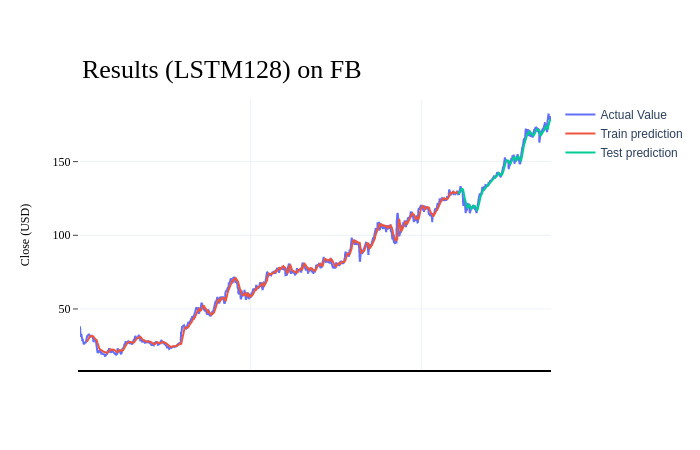 Results (LSTM128) on FB
Actual Value
Train prediction
Test prediction
150
100
50
Close (USD)